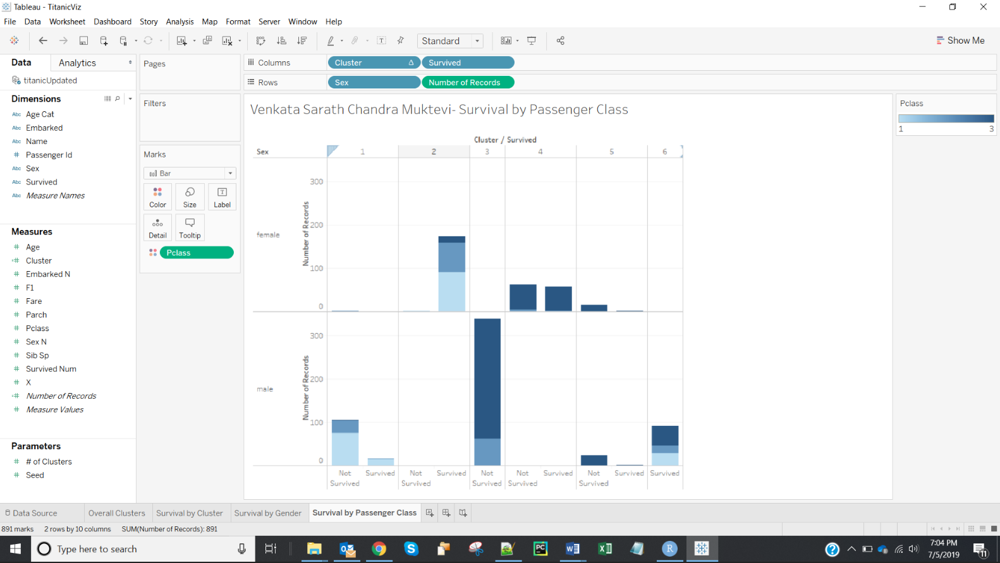 Tableau - TitanicViz
File Data Worksheet Dashboard Story Analysis Map Format Server Window Help
Standard
Show Me
Data Analytics
titanicUpdated
Dimensions
Abc Age Cat
Abc Embarked
Abc Name
# Passenger Id
Abc Sex
Abc Survived
Abc Measure Names
Measures
# Age
=# Cluster
# Embarked N
# F1
# Fare
# Parch
# Pclass
# Sex N
# Sib Sp
# Survived Num
# X
=# Number of Records
# Measure Values
Parameters
# # of Clusters
# Seed
Pages
Filters
Marks
Bar
Color Size Label
Detail Tooltip
Pclass
Columns Cluster Δ Survived
Rows Sex Number of Records
Venkata Sarath Chandra Muktevi- Survival by Passenger Class
Cluster / Survived
Sex 1 2 3 4 5 6
female
Number of Records
300
200
100
0
male
Number of Records
300
200
100
0
Not Survived Survived Not Survived Survived Not Survived Not Survived Survived Not Survived Survived Survived
Pclass
1 3
Data Source Overall Clusters Survival by Cluster Survival by Gender Survival by Passenger Class
891 marks 2 rows by 10 columns SUM(Number of Records): 891
Type here to search
7:04 PM
7/5/2019
11